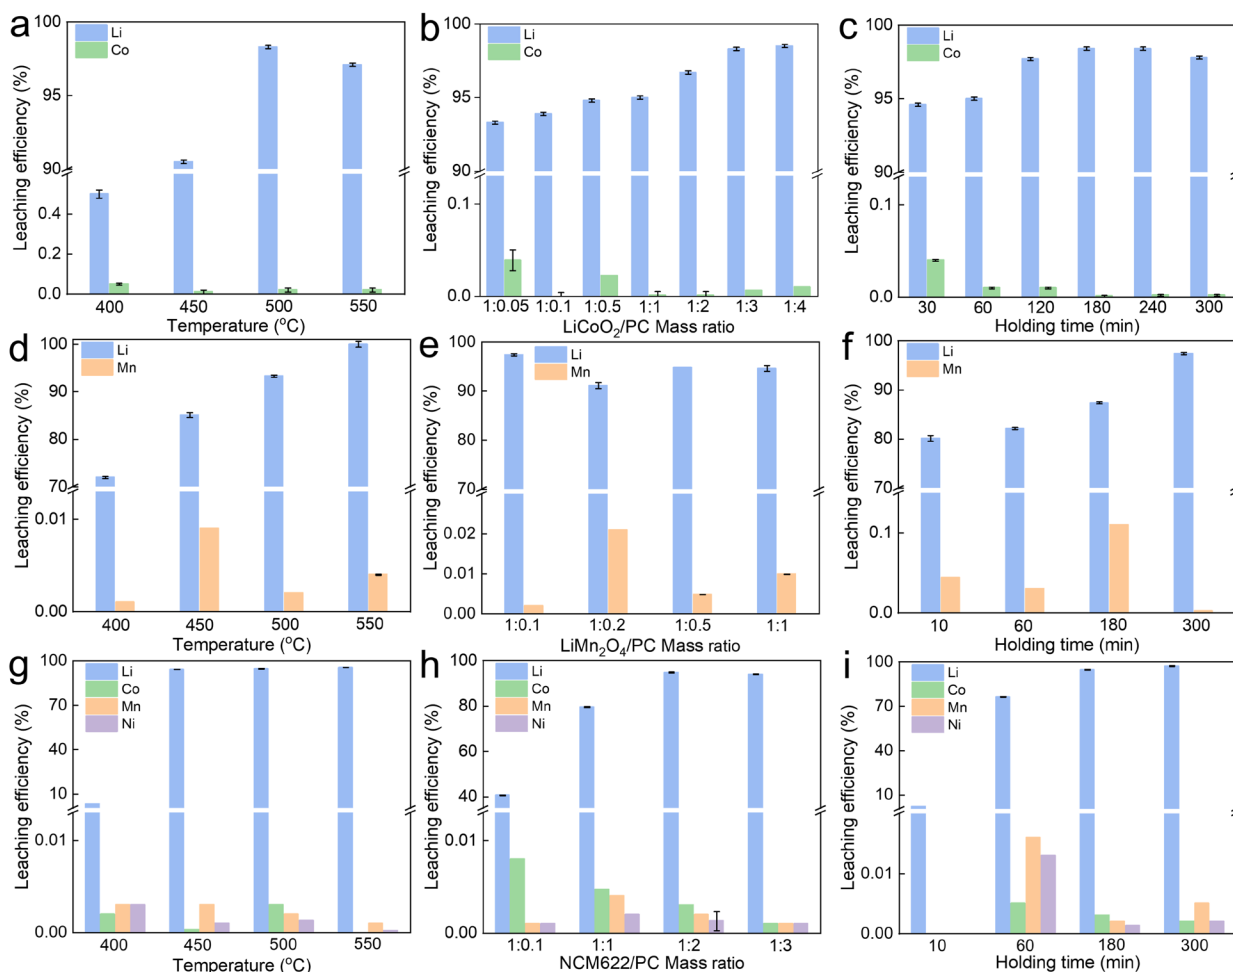 a
Li
Co
Leaching efficiency (%)
100
95
90
0.4
0.2
0.0
400 450 500 550
Temperature (°C)
b
Li
Co
Leaching efficiency (%)
100
95
90
0.1
0.0
1:0.05 1:0.1 1:0.5 1:1 1:2 1:3 1:4
LiCoO₂/PC Mass ratio
c
Li
Co
Leaching efficiency (%)
100
95
90
0.1
0.0
30 60 120 180 240 300
Holding time (min)
d
Li
Mn
Leaching efficiency (%)
100
90
80
70
0.01
0.00
400 450 500 550
Temperature (°C)
e
Li
Mn
Leaching efficiency (%)
100
90
80
70
0.02
0.01
0.00
1:0.1 1:0.2 1:0.5 1:1
LiMn₂O₄/PC Mass ratio
f
Li
Mn
Leaching efficiency (%)
100
90
80
70
0.1
0.0
10 60 180 300
Holding time (min)
g
Li
Co
Mn
Ni
Leaching efficiency (%)
100
70
40
10
0.01
0.00
400 450 500 550
Temperature (°C)
h
Li
Co
Mn
Ni
Leaching efficiency (%)
100
80
60
40
0.01
0.00
1:0.1 1:1 1:2 1:3
NCM622/PC Mass ratio
i
Li
Co
Mn
Ni
Leaching efficiency (%)
100
70
40
10
0.01
0.00
10 60 180 300
Holding time (min)